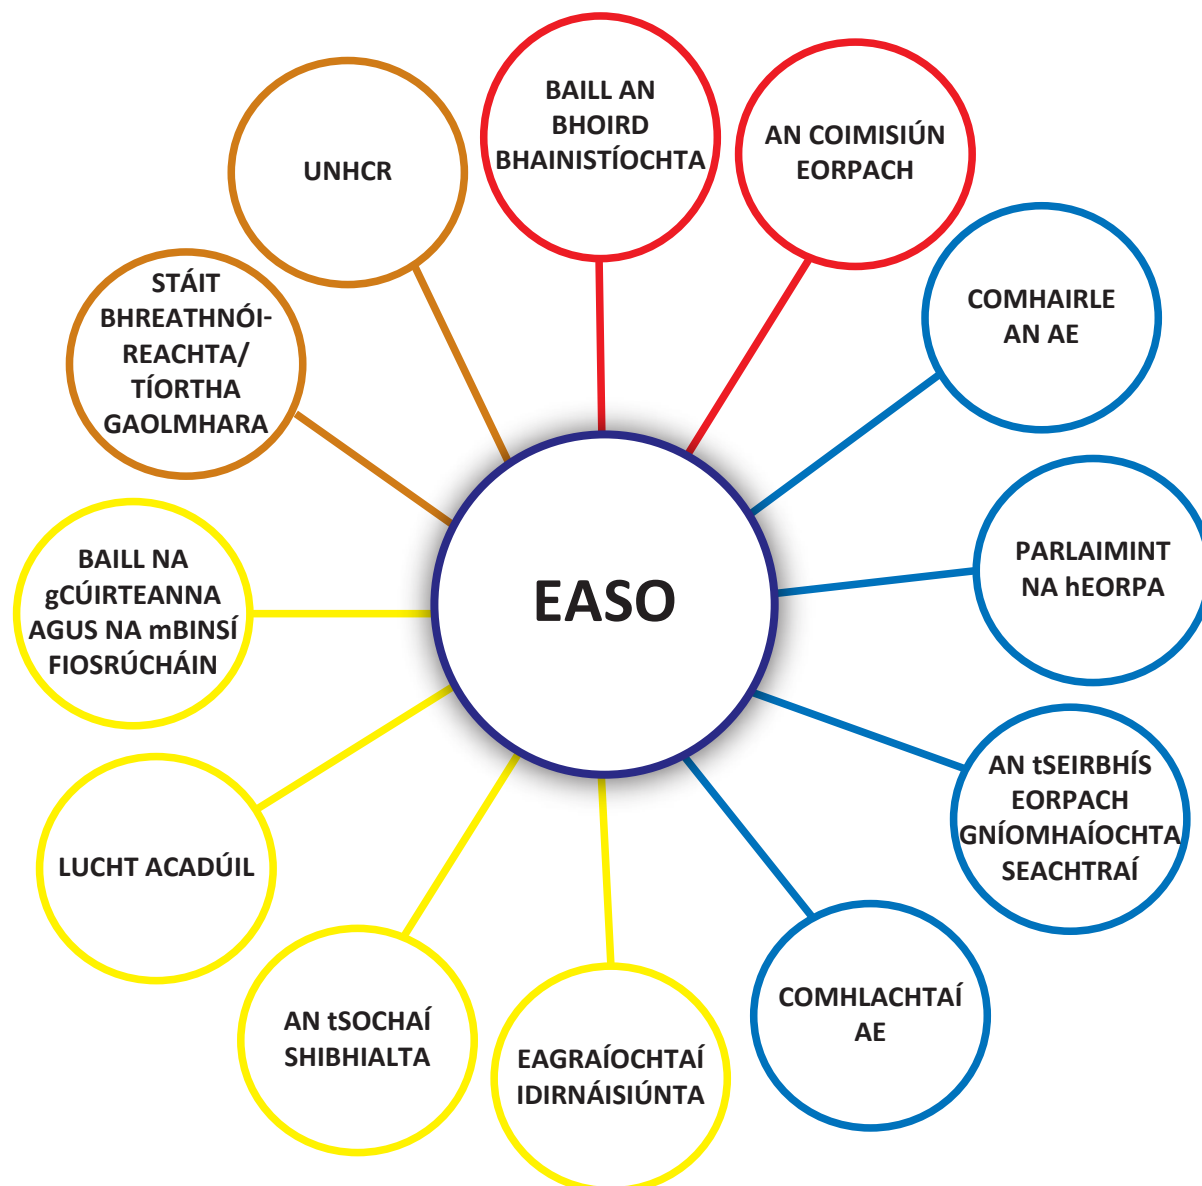 BAILL AN
BHOIRD
BHAINISTÍOCHTA
AN COIMISIÚN
EORPACH
UNHCR
COMHAIRLE
AN AE
STÁIT
BHREATHNÓI-
REACHTA/
TÍORTHA
GAOLMHARA
PARLAIMINT
NA hEORPA
BAILL NA
gCÚIRTEANNA
AGUS NA mBINSÍ
FIOSRÚCHÁIN
EASO
AN tSEIRBHÍS
EORPACH
GNÍOMHAÍOCHTA
SEACHTRAÍ
LUCHT ACADÚIL
COMHLACHTAÍ
AE
AN tSOCHAÍ
SHIBHIALTA
EAGRAÍOCHTAÍ
IDIRNÁISIÚNTA